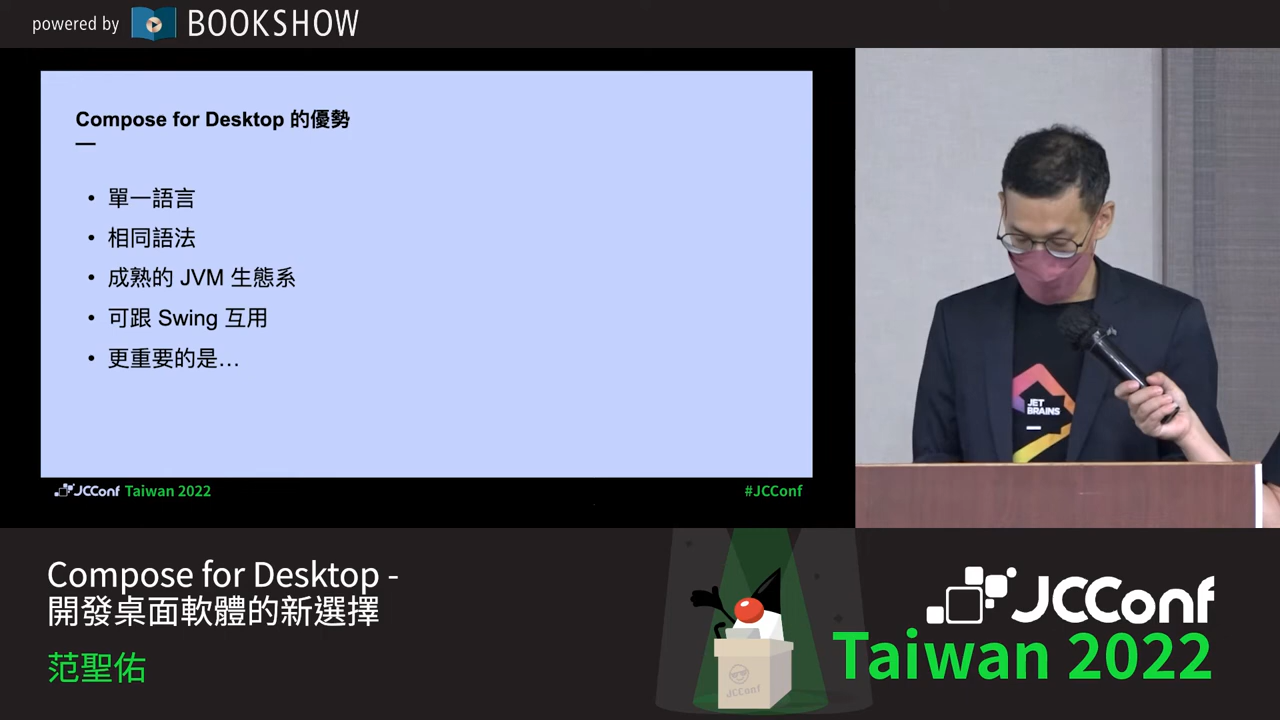 powered by BOOKSHOW
Compose for Desktop 的優勢
• 單一語言
• 相同語法
• 成熟的 JVM 生態系
• 可跟 Swing 互用
• 更重要的是…
JCConf Taiwan 2022
#JCConf
JET
BRAINS
Compose for Desktop -
開發桌面軟體的新選擇
范聖佑
JCConf
JCConf
Taiwan 2022